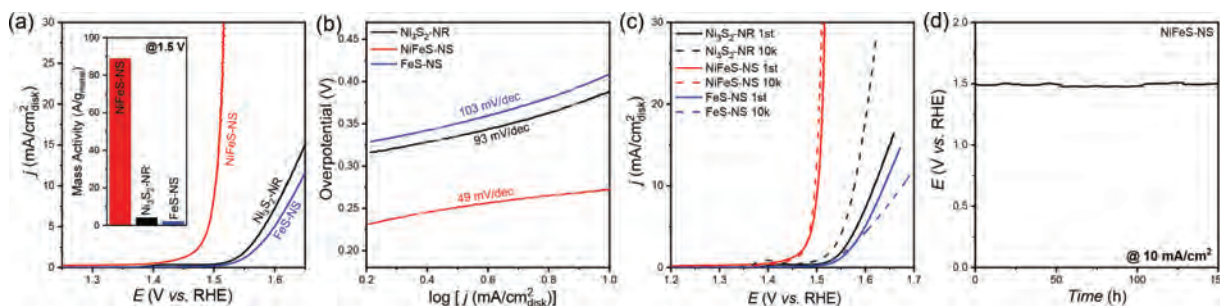 (a)
30
25
20
15
10
5
0
j (mA/cm²disk)
1.3
1.4
1.5
1.6
E (V vs. RHE)
100
80
60
40
20
0
Mass Activity (A/gmetal)
@1.5 V
NiFeS-NS
Ni₃S₂-NR
FeS-NS
NiFeS-NS
Ni₃S₂-NR
FeS-NS
(b)
0.45
0.40
0.35
0.30
0.25
0.20
Overpotential (V)
0.2
0.4
0.6
0.8
1.0
log [ j (mA/cm²disk)]
Ni₃S₂-NR
NiFeS-NS
FeS-NS
103 mV/dec
93 mV/dec
49 mV/dec
(c)
30
25
20
15
10
5
0
j (mA/cm²disk)
1.2
1.3
1.4
1.5
1.6
1.7
E (V vs. RHE)
Ni₃S₂-NR 1st
Ni₃S₂-NR 10k
NiFeS-NS 1st
NiFeS-NS 10k
FeS-NS 1st
FeS-NS 10k
(d)
2.0
1.5
1.0
0.5
0.0
E (V vs. RHE)
0
50
100
150
Time (h)
NiFeS-NS
@ 10 mA/cm²